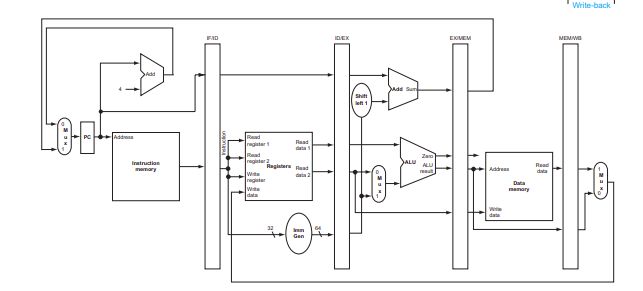 Write-back
IF/ID
ID/EX
EX/MEM
MEM/WB
Add
4
Add Sum
Shift
left 1
0
M
u
x
1
PC
Address
Instruction
memory
Instruction
Read
register 1
Read
register 2
Write
register
Write
data
Registers
Read
data 1
Read
data 2
0
M
u
x
1
Zero
ALU
ALU
result
Address
Write
data
Data
memory
Read
data
1
M
u
x
0
32
Imm
Gen
64